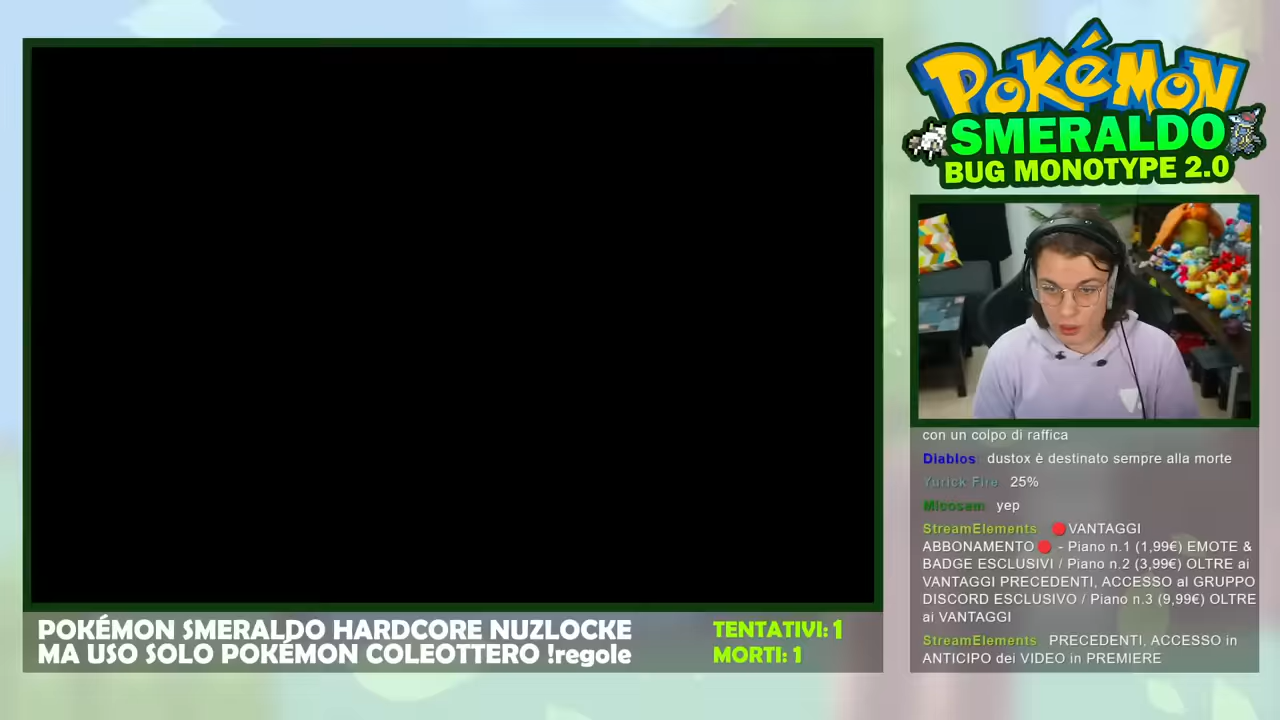 POKÉMON
SMERALDO
BUG MONOTYPE 2.0
con un colpo di raffica
Diablos dustox è destinato sempre alla morte
Yurick Fire 25%
Micosam yep
StreamElements 🔴VANTAGGI
ABBONAMENTO🔴 - Piano n.1 (1,99€) EMOTE &
BADGE ESCLUSIVI / Piano n.2 (3,99€) OLTRE ai
VANTAGGI PRECEDENTI, ACCESSO al GRUPPO
DISCORD ESCLUSIVO / Piano n.3 (9,99€) OLTRE
ai VANTAGGI
StreamElements PRECEDENTI, ACCESSO in
ANTICIPO dei VIDEO in PREMIERE
POKÉMON SMERALDO HARDCORE NUZLOCKE
MA USO SOLO POKÉMON COLEOTTERO !regole
TENTATIVI: 1
MORTI: 1